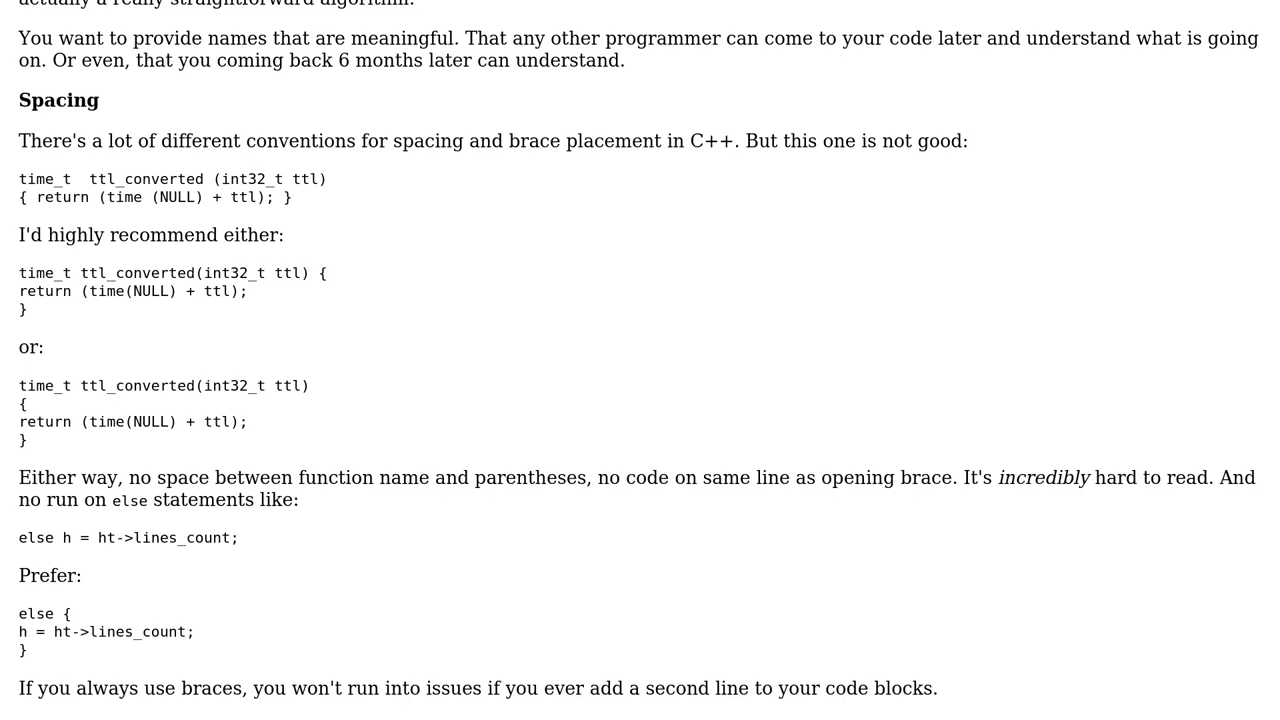 actually a really straightforward algorithm.
You want to provide names that are meaningful. That any other programmer can come to your code later and understand what is going
on. Or even, that you coming back 6 months later can understand.
Spacing
There's a lot of different conventions for spacing and brace placement in C++. But this one is not good:
time_t  ttl_converted (int32_t ttl)
{ return (time (NULL) + ttl); }
I'd highly recommend either:
time_t ttl_converted(int32_t ttl) {
return (time(NULL) + ttl);
}
or:
time_t ttl_converted(int32_t ttl)
{
return (time(NULL) + ttl);
}
Either way, no space between function name and parentheses, no code on same line as opening brace. It's incredibly hard to read. And
no run on else statements like:
else h = ht->lines_count;
Prefer:
else {
h = ht->lines_count;
}
If you always use braces, you won't run into issues if you ever add a second line to your code blocks.